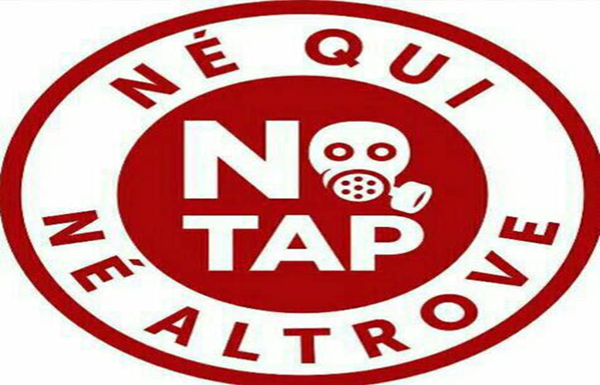 NÉ QUI
NO
TAP
NÉ ALTROVE